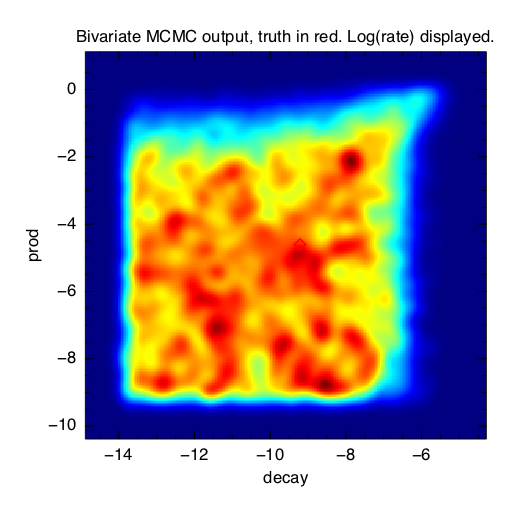 Bivariate MCMC output, truth in red. Log(rate) displayed.
0
−2
−4
−6
−8
−10
prod
−14 −12 −10 −8 −6
decay